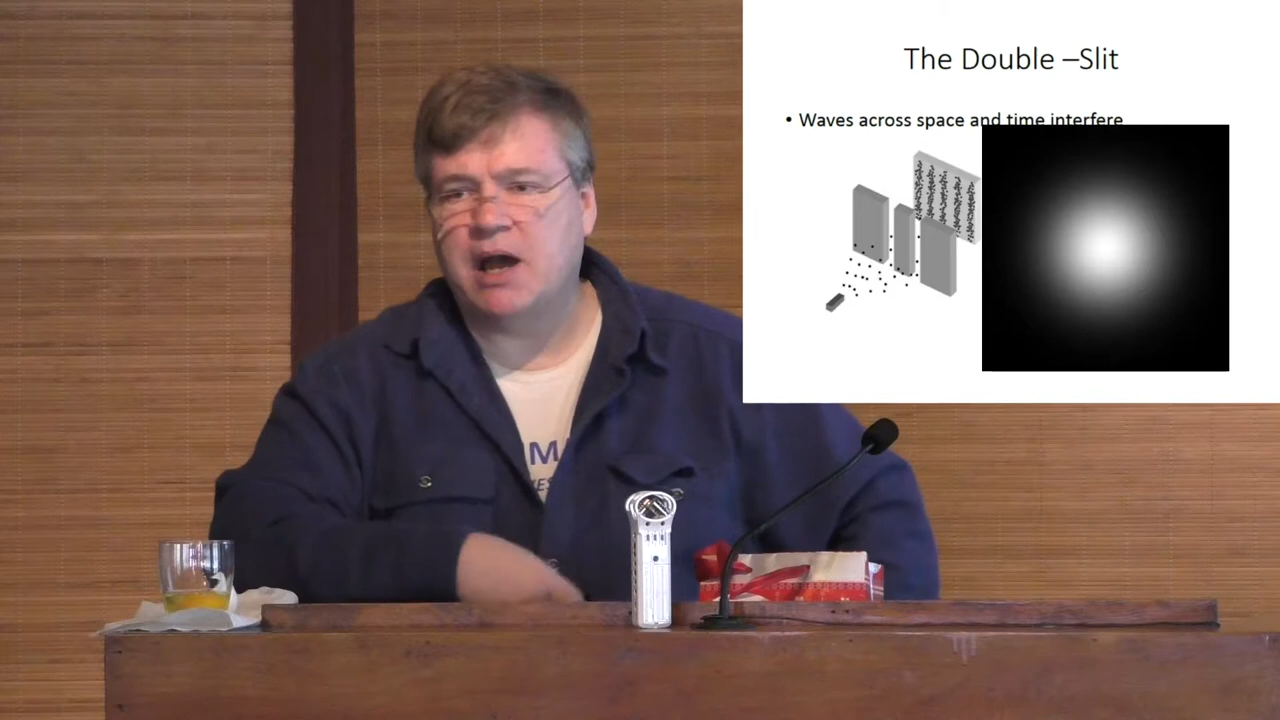 The Double –Slit
• Waves across space and time interfere